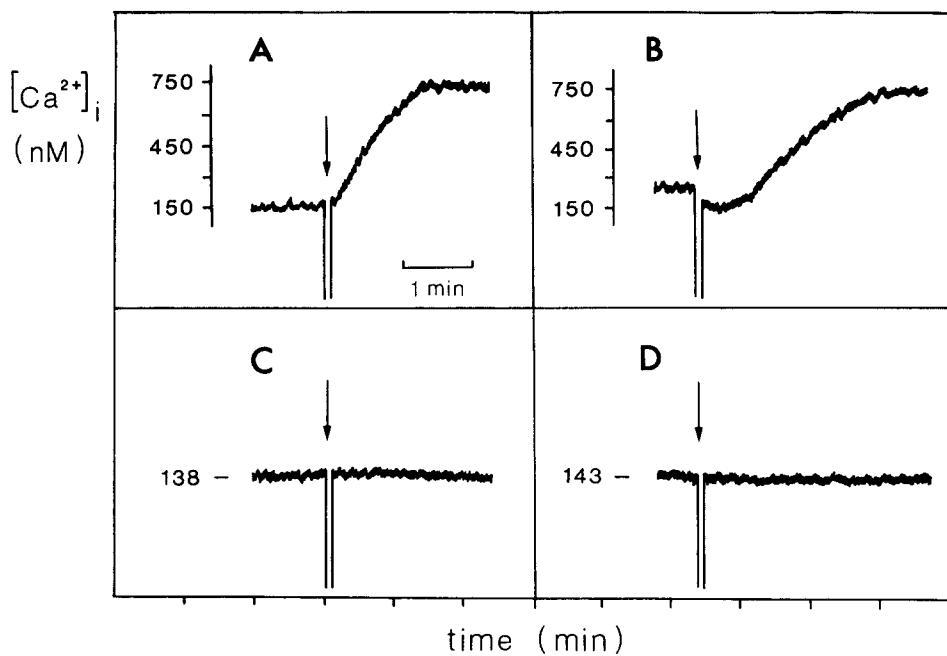 A
B
[Ca²⁺]i
(nM)
750
450
150
750
450
150
1 min
C
D
138 –
143 –
time (min)